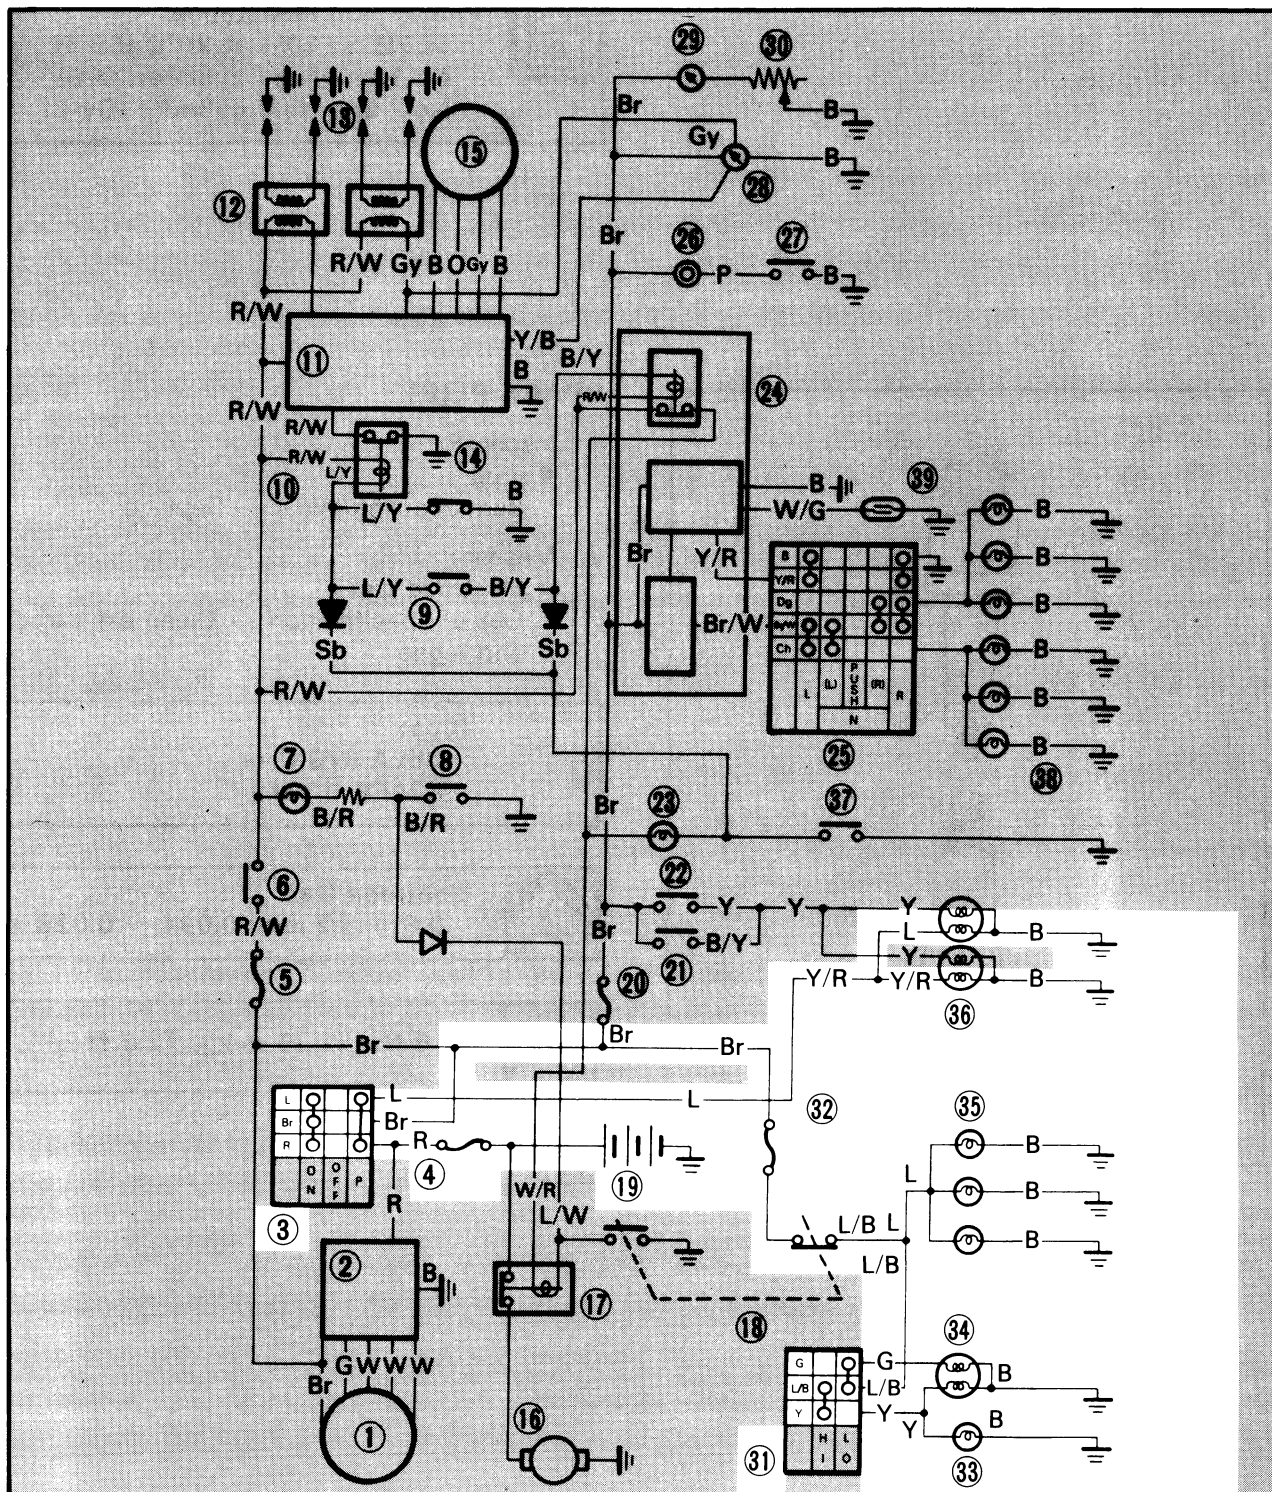 29 30
Br B
13
15 Gy B
12 28
Br 26 27
R/W Gy B O Gy B P B
R/W
Y/B
11 B B/Y
24
R/W
R/W R/W
14
R/W L/Y
10 B B 39
L/Y W/G B
Br Y/R B B
Y/R
L/Y B/Y Dg B
9 Br/W
Sb Sb Ch B
L (L) PUSH (R) R
R/W N B
25 B 38
7 8
Br 23 37
B/R B/R
22
6 Y Y Y
R/W Br B/Y L B
Y
5 20 21 Y/R Y/R B
36
Br Br Br
L L L 32 35
Br Br B
R R
ON OFF P 4 19 L B
R W/R
3 L/W L/B L B
L/B
2 B
17
18 34
G W W W G G
Br L/B L/B B
Y Y
1 16 Y B
31 HI LO 33